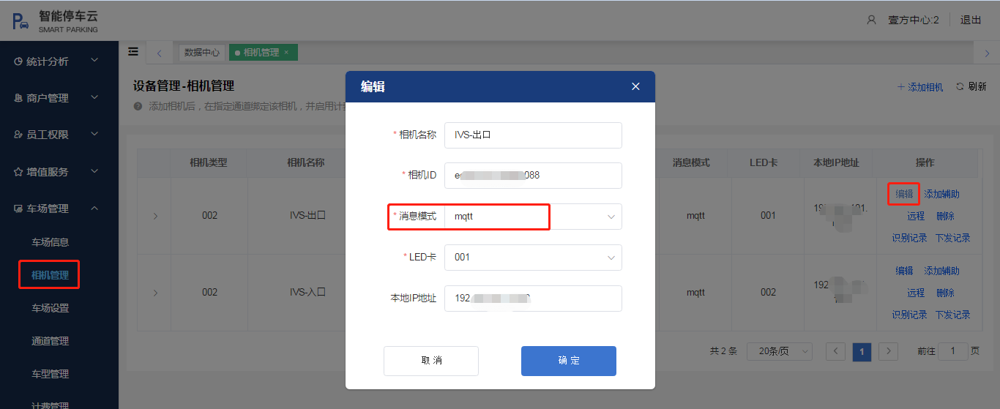 智能停车云
SMART PARKING
壹方中心:2
退出
统计分析
商户管理
员工权限
增值服务
车场管理
车场信息
相机管理
车场设置
通道管理
车型管理
计费管理
数据中心
相机管理 ×
设备管理-相机管理
添加相机后，在指定通道绑定该相机，并启用计
+ 添加相机
刷新
相机类型 相机名称 消息模式 LED卡 本地IP地址 操作
002 IVS-出口 mqtt 001
编辑 添加辅助
远程 删除
识别记录 下发记录
002 IVS-入口 mqtt 002 192
编辑 添加辅助
远程 删除
识别记录 下发记录
共 2 条 20条/页 1 前往 1 页
编辑
* 相机名称 IVS-出口
* 相机ID e 088
* 消息模式 mqtt
* LED卡 001
本地IP地址 192
取 消
确 定